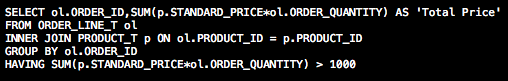 SELECT ol.ORDER_ID,SUM(p.STANDARD_PRICE*ol.ORDER_QUANTITY) AS 'Total Price'
FROM ORDER_LINE_T ol
INNER JOIN PRODUCT_T p ON ol.PRODUCT_ID = p.PRODUCT_ID
GROUP BY ol.ORDER_ID
HAVING SUM(p.STANDARD_PRICE*ol.ORDER_QUANTITY) > 1000